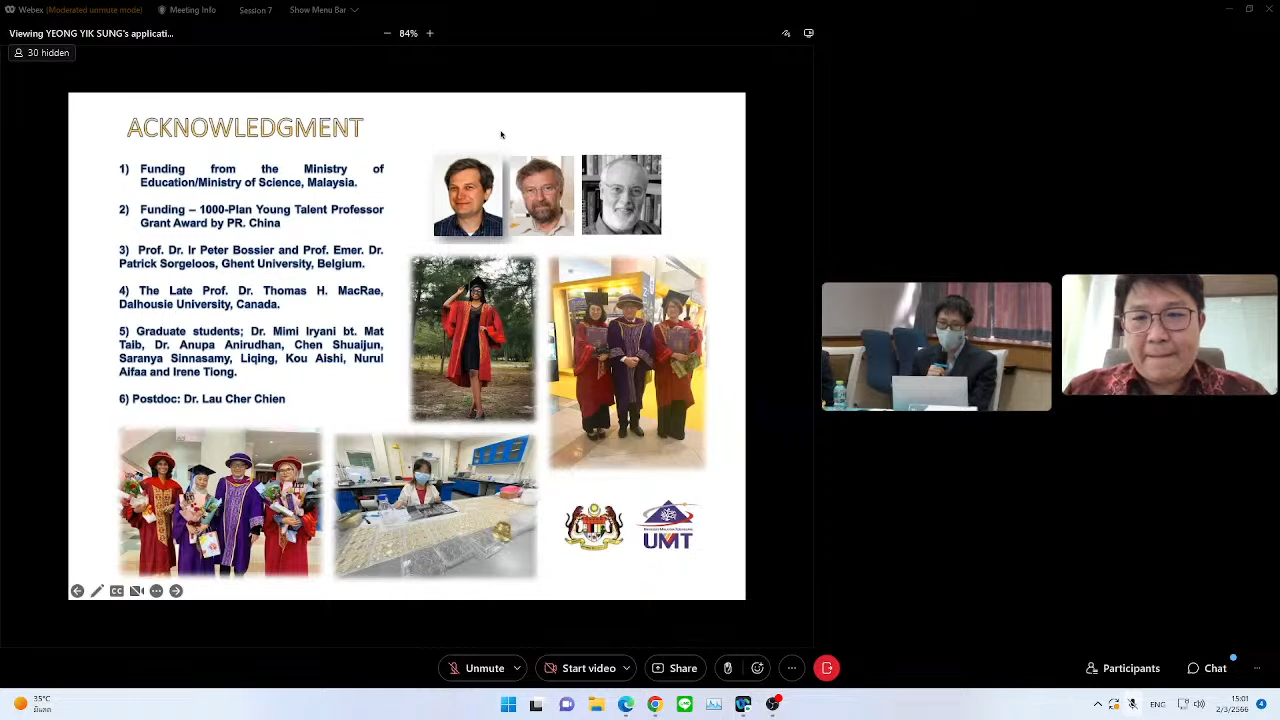 Webex (Moderated unmute mode) Meeting Info Session 7 Show Menu Bar
Viewing YEONG YIK SUNG's applicati... 84%
30 hidden
ACKNOWLEDGMENT
1) Funding from the Ministry of
Education/Ministry of Science, Malaysia.
2) Funding – 1000-Plan Young Talent Professor
Grant Award by PR. China
3) Prof. Dr. Ir Peter Bossier and Prof. Emer. Dr.
Patrick Sorgeloos, Ghent University, Belgium.
4) The Late Prof. Dr. Thomas H. MacRae,
Dalhousie University, Canada.
5) Graduate students; Dr. Mimi Iryani bt. Mat
Taib, Dr. Anupa Anirudhan, Chen Shuaijun,
Saranya Sinnasamy, Liqing, Kou Aishi, Nurul
Aifaa and Irene Tiong.
6) Postdoc: Dr. Lau Cher Chien
UMT
CC
Unmute Start video Share Participants Chat
35°C
ENG
15:01
2/3/2566